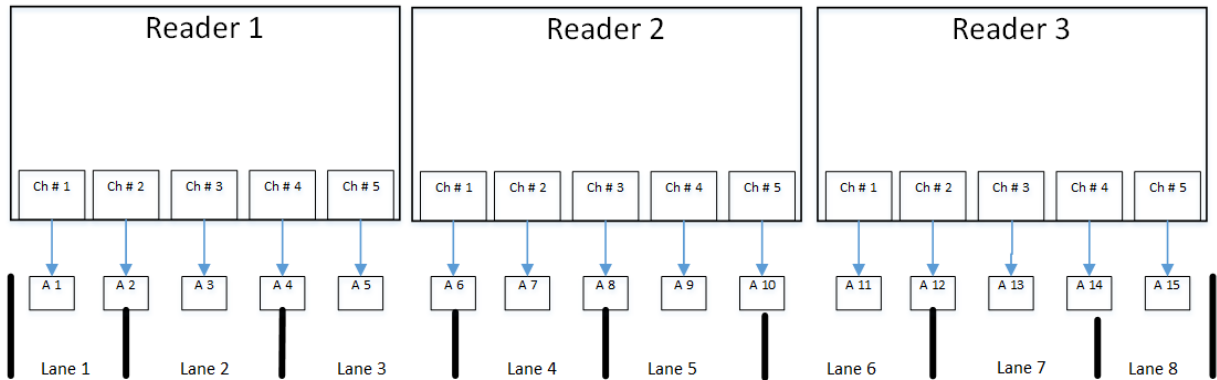 Reader 1
Reader 2
Reader 3
Ch # 1
Ch # 2
Ch # 3
Ch # 4
Ch # 5
Ch # 1
Ch # 2
Ch # 3
Ch # 4
Ch # 5
Ch # 1
Ch # 2
Ch # 3
Ch # 4
Ch # 5
A 1
A 2
A 3
A 4
A 5
A 6
A 7
A 8
A 9
A 10
A 11
A 12
A 13
A 14
A 15
Lane 1
Lane 2
Lane 3
Lane 4
Lane 5
Lane 6
Lane 7
Lane 8